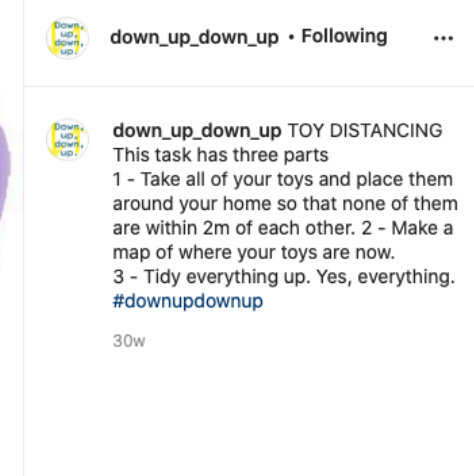 Down,
up,
down,
up.
down_up_down_up • Following
Down,
up,
down,
up.
down_up_down_up TOY DISTANCING
This task has three parts
1 - Take all of your toys and place them
around your home so that none of them
are within 2m of each other. 2 - Make a
map of where your toys are now.
3 - Tidy everything up. Yes, everything.
#downupdownup
30w